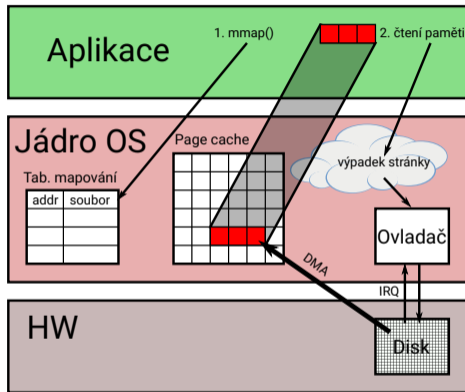 Aplikace
1. mmap()
2. čtení paměti
Jádro OS
Page cache
Tab. mapování
addr soubor
výpadek stránky
Ovladač
DMA
IRQ
HW
Disk